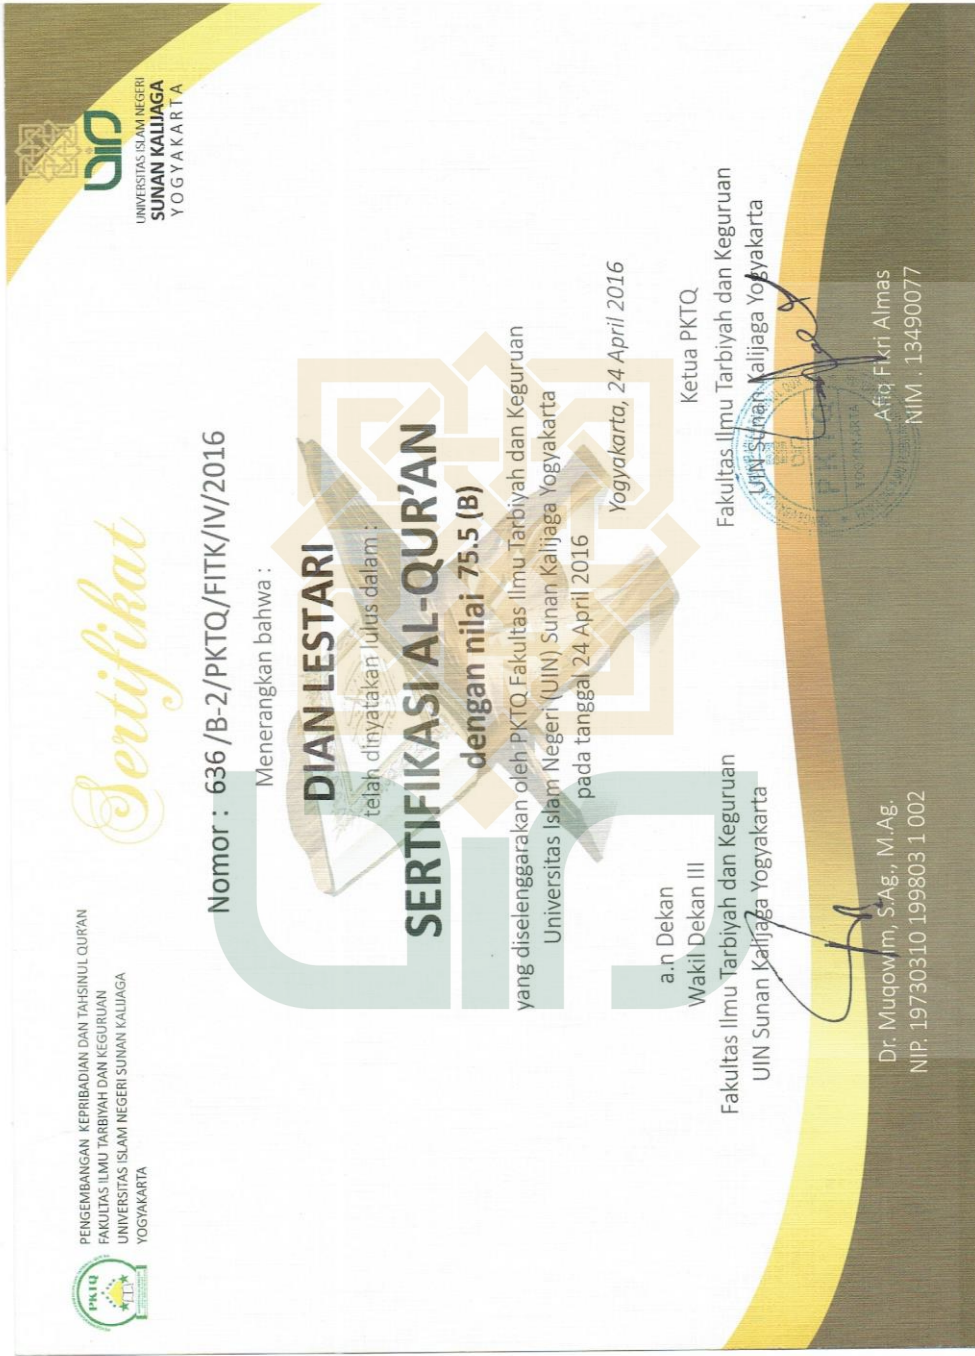 PKTQ
PENGEMBANGAN KEPRIBADIAN DAN TAHSINUL QUR'AN
FAKULTAS ILMU TARBIYAH DAN KEGURUAN
UNIVERSITAS ISLAM NEGERI SUNAN KALIJAGA
YOGYAKARTA
UIN
UNIVERSITAS ISLAM NEGERI
SUNAN KALIJAGA
YOGYAKARTA
Sertifikat
Nomor : 636 /B-2/PKTQ/FITK/IV/2016
Menerangkan bahwa :
DIAN LESTARI
telah dinyatakan lulus dalam :
SERTIFIKASI AL-QUR'AN
dengan nilai 75.5 (B)
yang diselenggarakan oleh PKTQ Fakultas Ilmu Tarbiyah dan Keguruan
Universitas Islam Negeri (UIN) Sunan Kalijaga Yogyakarta
pada tanggal 24 April 2016
Yogyakarta, 24 April 2016
a.n Dekan
Wakil Dekan III
Fakultas Ilmu Tarbiyah dan Keguruan
UIN Sunan Kalijaga Yogyakarta
Dr. Muqowim, S.Ag., M.Ag.
NIP. 19730310 199803 1 002
Ketua PKTQ
Fakultas Ilmu Tarbiyah dan Keguruan
UIN Sunan Kalijaga Yogyakarta
PKTQ
YOGYAKARTA
Afiq Fikri Almas
NIM . 13490077